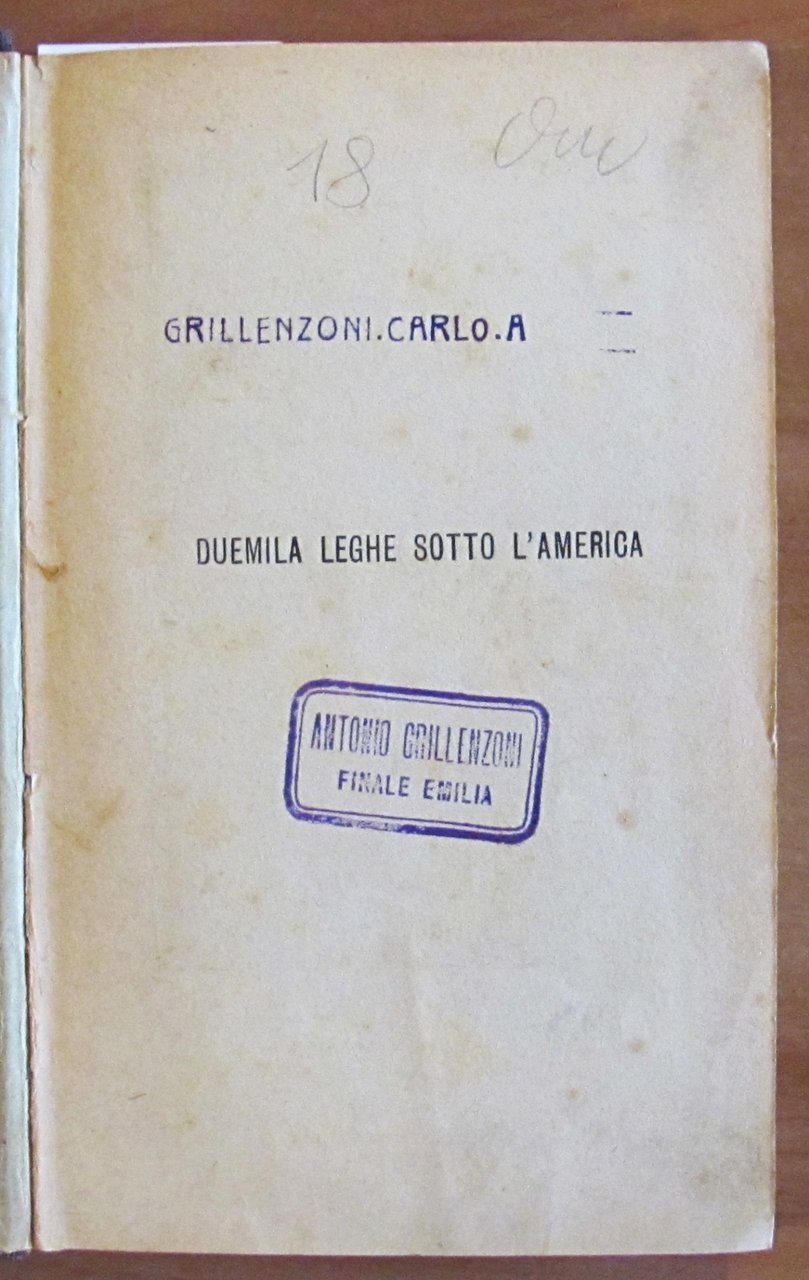 18
GRILLENZONI.CARLO.A
DUEMILA LEGHE SOTTO L'AMERICA
ANTONIO GRILLENZONI
FINALE EMILIA